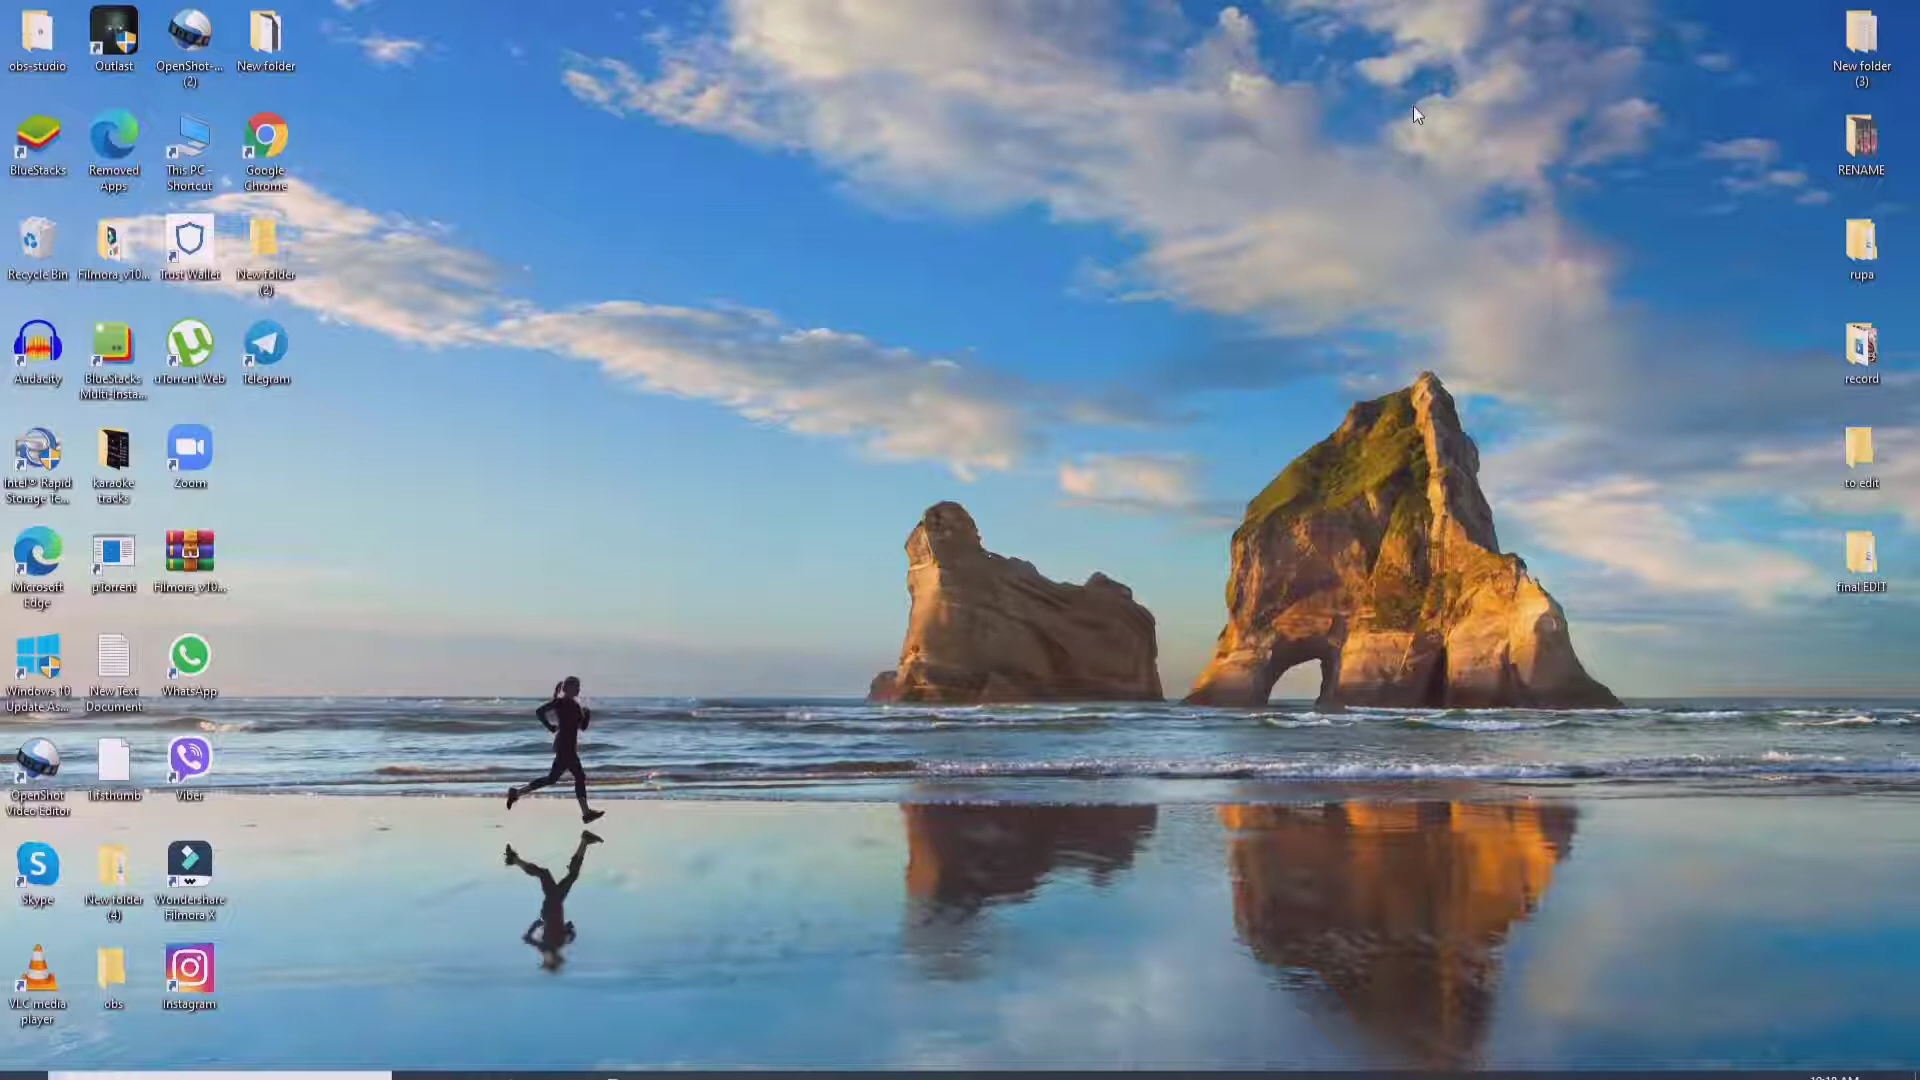 obs-studio
Outlast
OpenShot-...
(2)
New folder
New folder
(3)
BlueStacks
Removed
Apps
This PC -
Shortcut
Google
Chrome
RENAME
Recycle Bin
Filmora_v10...
Trust Wallet
New folder
(2)
rupa
Audacity
BlueStacks
Multi-Insta...
uTorrent Web
Telegram
record
Intel® Rapid
Storage Te...
karaoke
tracks
Zoom
to edit
Microsoft
Edge
µTorrent
Filmora_v10...
final EDIT
Windows 10
Update As...
New Text
Document
WhatsApp
OpenShot
Video Editor
Viber
Skype
New folder
(4)
Wondershare
Filmora X
VLC media
player
obs
Instagram